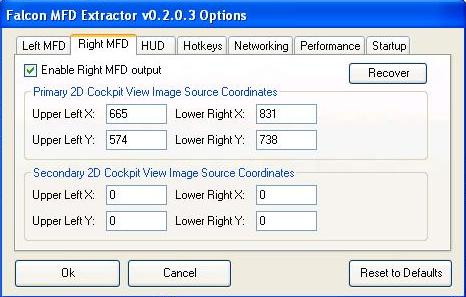 Falcon MFD Extractor v0.2.0.3 Options
Left MFD Right MFD HUD Hotkeys Networking Performance Startup
Enable Right MFD output Recover
Primary 2D Cockpit View Image Source Coordinates
Upper Left X: 665 Lower Right X: 831
Upper Left Y: 574 Lower Right Y: 738
Secondary 2D Cockpit View Image Source Coordinates
Upper Left X: 0 Lower Right X: 0
Upper Left Y: 0 Lower Right Y: 0
Ok Cancel Reset to Defaults